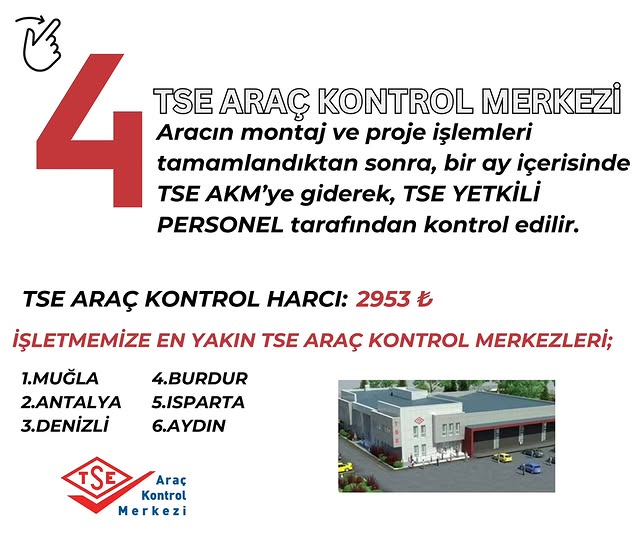 4
TSE ARAÇ KONTROL MERKEZİ
Aracın montaj ve proje işlemleri
tamamlandıktan sonra, bir ay içerisinde
TSE AKM’ye giderek, TSE YETKİLİ
PERSONEL tarafından kontrol edilir.
TSE ARAÇ KONTROL HARCI: 2953 ₺
İŞLETMEMİZE EN YAKIN TSE ARAÇ KONTROL MERKEZLERİ;
1.MUĞLA
2.ANTALYA
3.DENİZLİ
4.BURDUR
5.ISPARTA
6.AYDIN
TSE
Araç
Kontrol
Merkezi
TSE